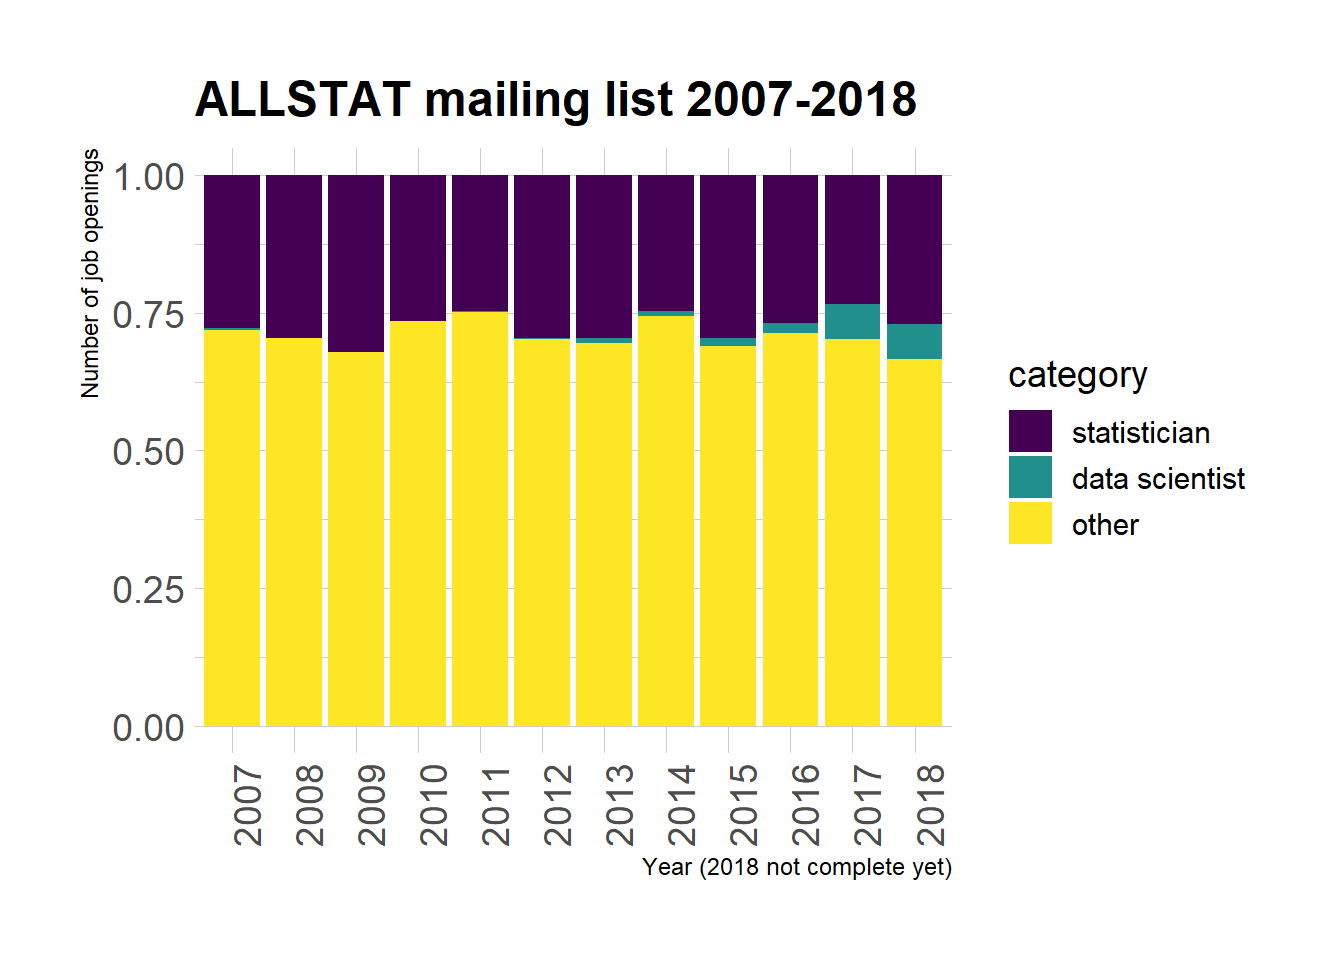 ALLSTAT mailing list 2007-2018
Number of job openings
1.00
0.75
0.50
0.25
0.00
2007
2008
2009
2010
2011
2012
2013
2014
2015
2016
2017
2018
Year (2018 not complete yet)
category
statistician
data scientist
other